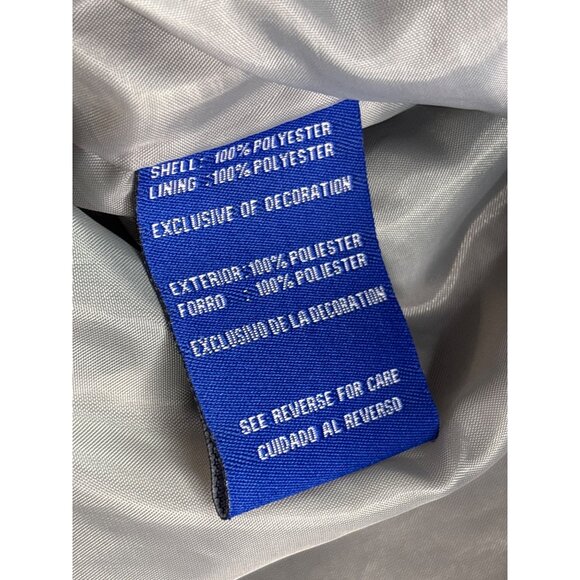 SHELL: 100% POLYESTER
LINING :100% POLYESTER
EXCLUSIVE OF DECORATION
EXTERIOR:100% POLIESTER
FORRO : 100% POLIESTER
EXCLUSIVO DE LA DECORATION
SEE REVERSE FOR CARE
CUIDADO AL REVERSO